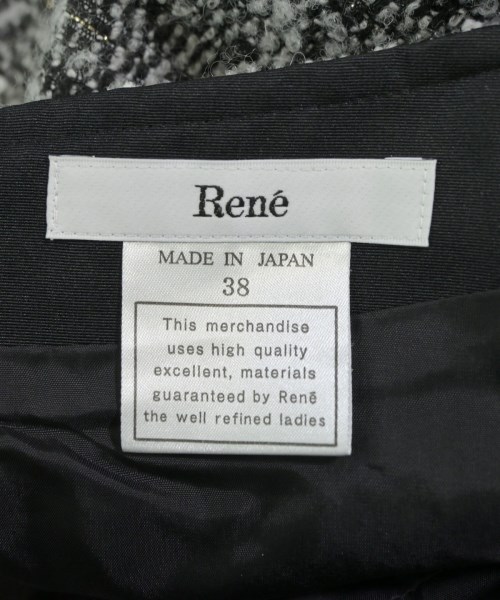 René
MADE IN JAPAN
38
This merchandise
uses high quality
excellent, materials
guaranteed by René
the well refined ladies